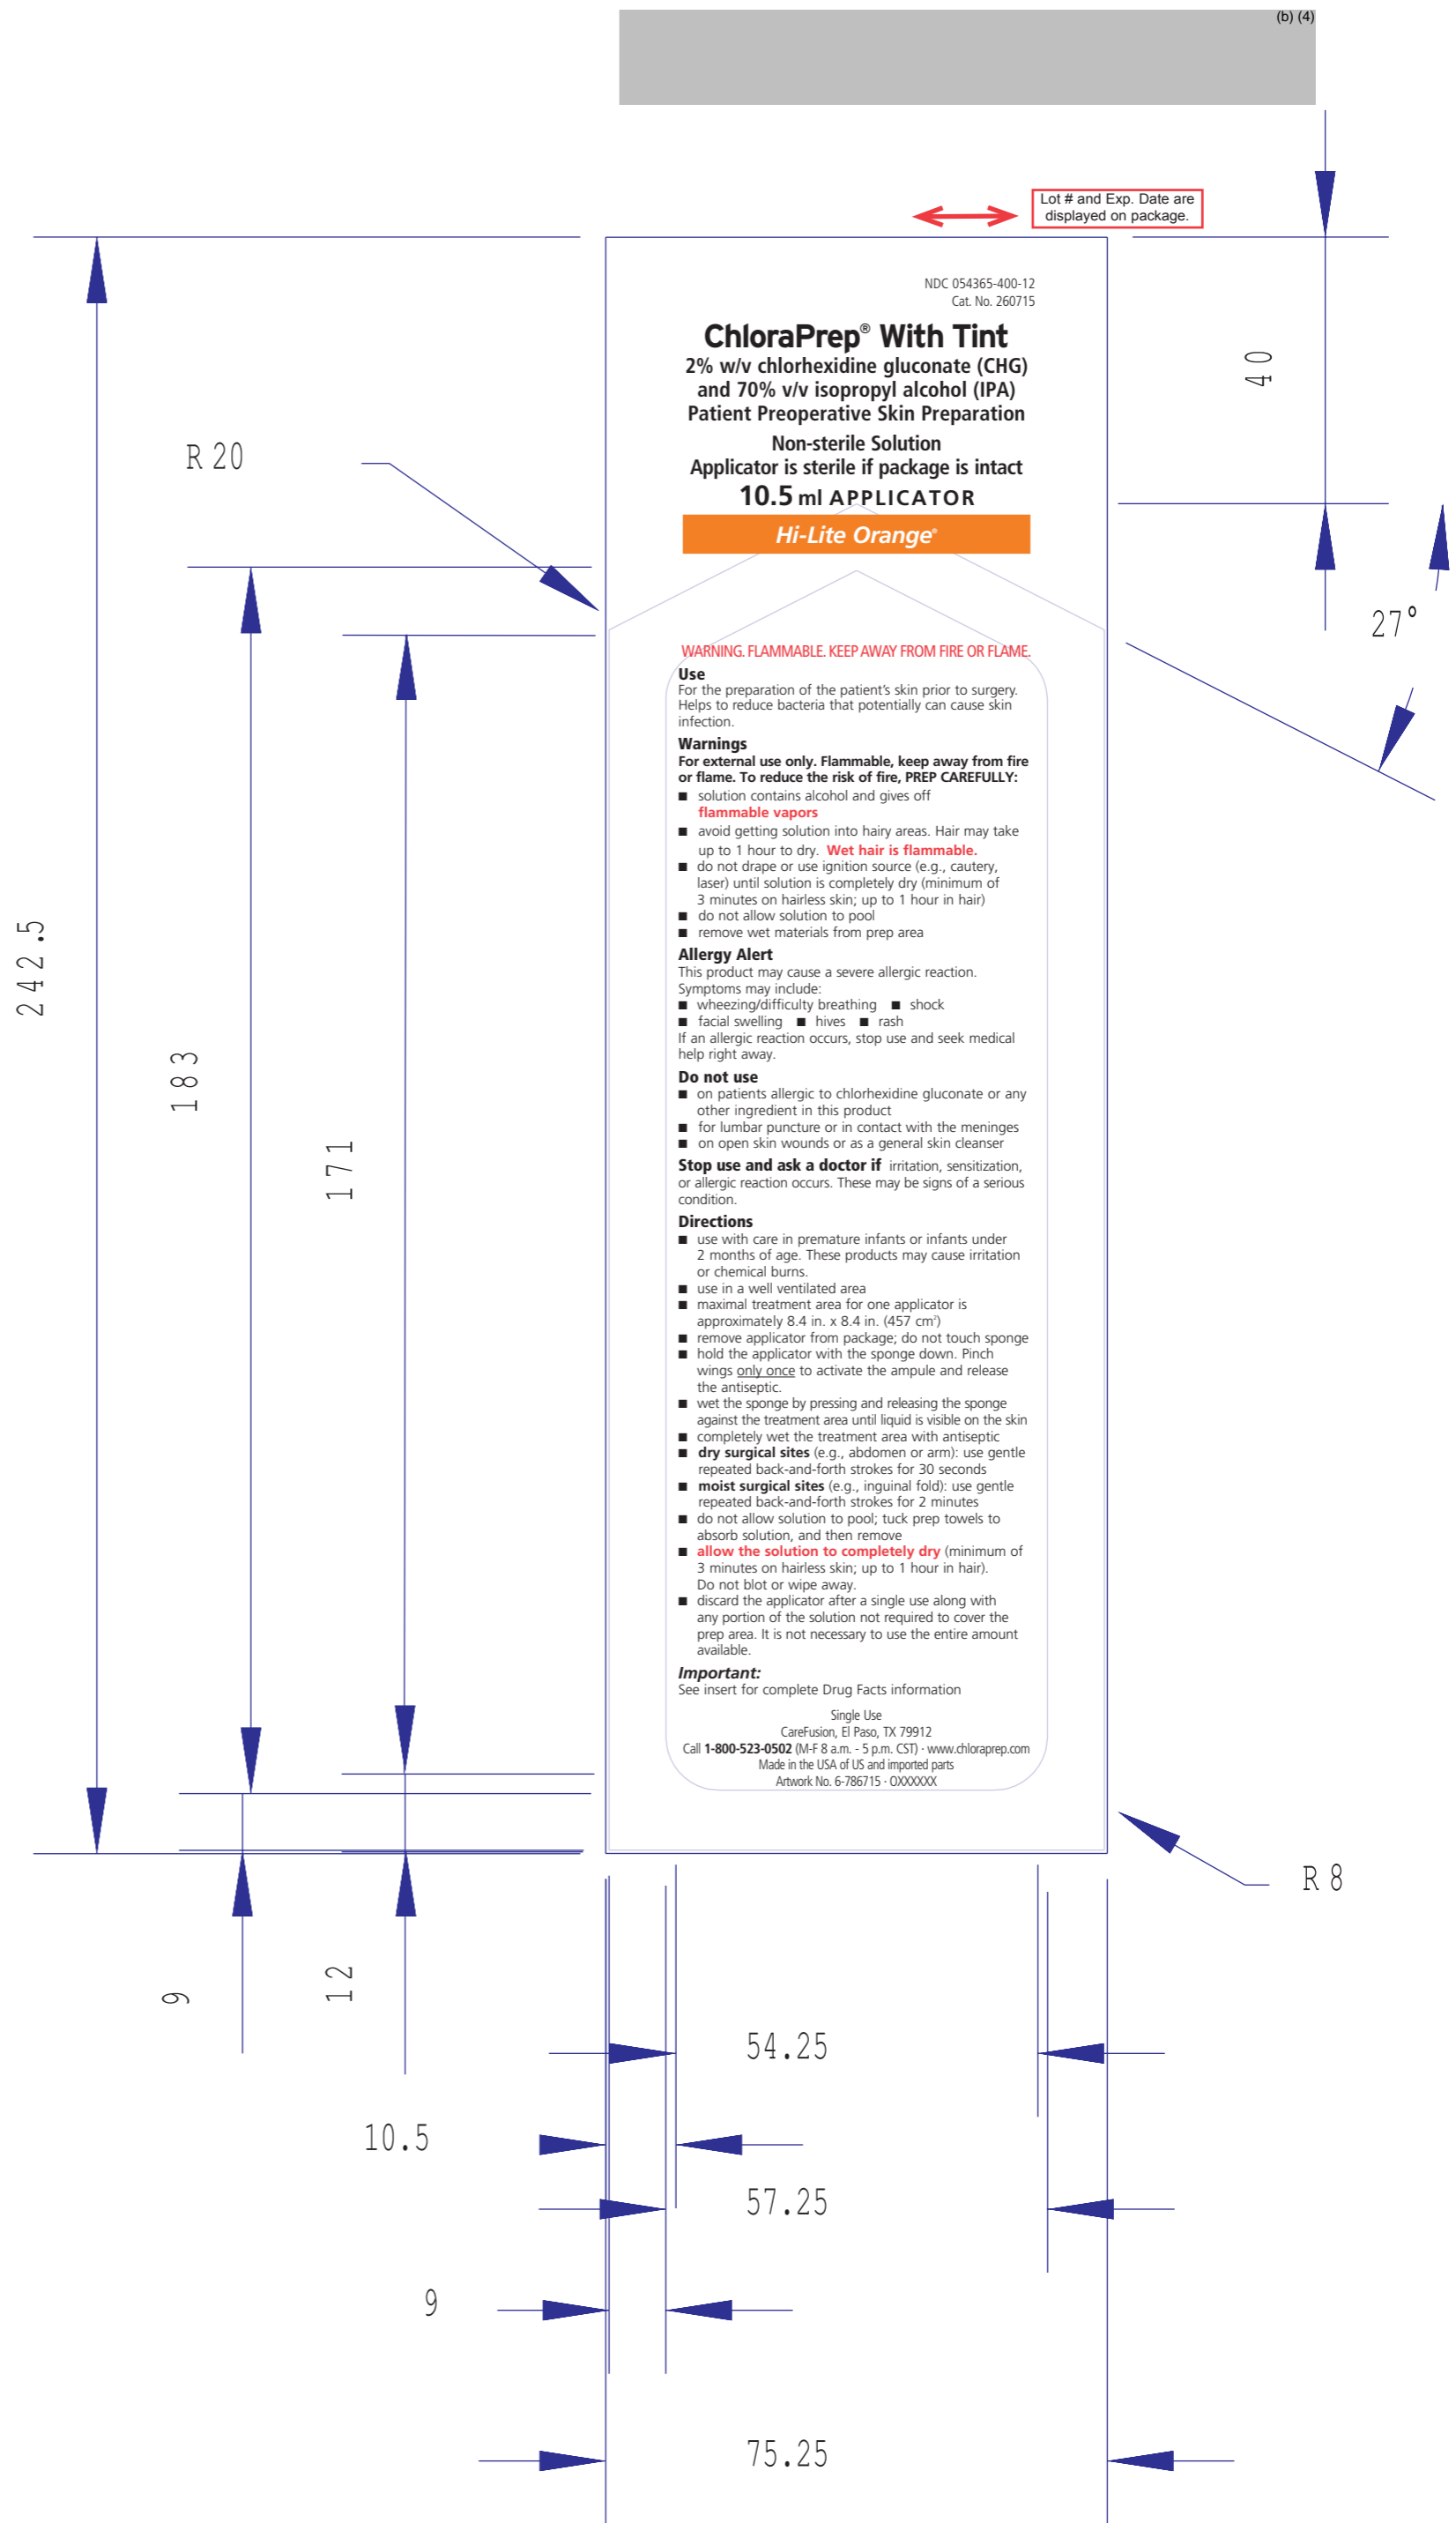 (b) (4)
Lot # and Exp. Date are
displayed on package.
NDC 054365-400-12
Cat. No. 260715
ChloraPrep® With Tint
2% w/v chlorhexidine gluconate (CHG)
and 70% v/v isopropyl alcohol (IPA)
Patient Preoperative Skin Preparation
Non-sterile Solution
Applicator is sterile if package is intact
10.5 ml APPLICATOR
Hi-Lite Orange®
WARNING. FLAMMABLE. KEEP AWAY FROM FIRE OR FLAME.
Use
For the preparation of the patient’s skin prior to surgery.
Helps to reduce bacteria that potentially can cause skin
infection.
Warnings
For external use only. Flammable, keep away from fire
or flame. To reduce the risk of fire, PREP CAREFULLY:
■ solution contains alcohol and gives off
flammable vapors
■ avoid getting solution into hairy areas. Hair may take
up to 1 hour to dry. Wet hair is flammable.
■ do not drape or use ignition source (e.g., cautery,
laser) until solution is completely dry (minimum of
3 minutes on hairless skin; up to 1 hour in hair)
■ do not allow solution to pool
■ remove wet materials from prep area
Allergy Alert
This product may cause a severe allergic reaction.
Symptoms may include:
■ wheezing/difficulty breathing ■ shock
■ facial swelling ■ hives ■ rash
If an allergic reaction occurs, stop use and seek medical
help right away.
Do not use
■ on patients allergic to chlorhexidine gluconate or any
other ingredient in this product
■ for lumbar puncture or in contact with the meninges
■ on open skin wounds or as a general skin cleanser
Stop use and ask a doctor if irritation, sensitization,
or allergic reaction occurs. These may be signs of a serious
condition.
Directions
■ use with care in premature infants or infants under
2 months of age. These products may cause irritation
or chemical burns.
■ use in a well ventilated area
■ maximal treatment area for one applicator is
approximately 8.4 in. x 8.4 in. (457 cm²)
■ remove applicator from package; do not touch sponge
■ hold the applicator with the sponge down. Pinch
wings only once to activate the ampule and release
the antiseptic.
■ wet the sponge by pressing and releasing the sponge
against the treatment area until liquid is visible on the skin
■ completely wet the treatment area with antiseptic
■ dry surgical sites (e.g., abdomen or arm): use gentle
repeated back-and-forth strokes for 30 seconds
■ moist surgical sites (e.g., inguinal fold): use gentle
repeated back-and-forth strokes for 2 minutes
■ do not allow solution to pool; tuck prep towels to
absorb solution, and then remove
■ allow the solution to completely dry (minimum of
3 minutes on hairless skin; up to 1 hour in hair).
Do not blot or wipe away.
■ discard the applicator after a single use along with
any portion of the solution not required to cover the
prep area. It is not necessary to use the entire amount
available.
Important:
See insert for complete Drug Facts information
Single Use
CareFusion, El Paso, TX 79912
Call 1-800-523-0502 (M-F 8 a.m. - 5 p.m. CST) · www.chloraprep.com
Made in the USA of US and imported parts
Artwork No. 6-786715 · OXXXXXX
40
R 20
27°
242.5
183
171
R 8
9
12
54.25
10.5
57.25
9
75.25